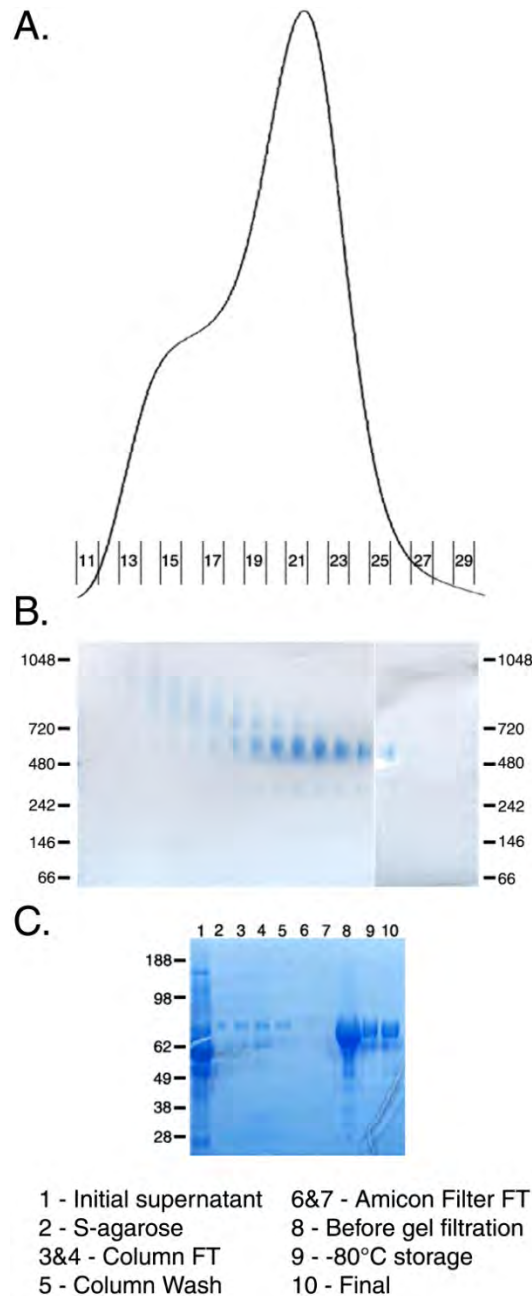 A.
11 13 15 17 19 21 23 25 27 29
B.
1048 1048
720 720
480 480
242 242
146 146
66 66
C.
1 2 3 4 5 6 7 8 9 10
188
98
62
49
38
28
1 - Initial supernatant 6&7 - Amicon Filter FT
2 - S-agarose 8 - Before gel filtration
3&4 - Column FT 9 - -80°C storage
5 - Column Wash 10 - Final